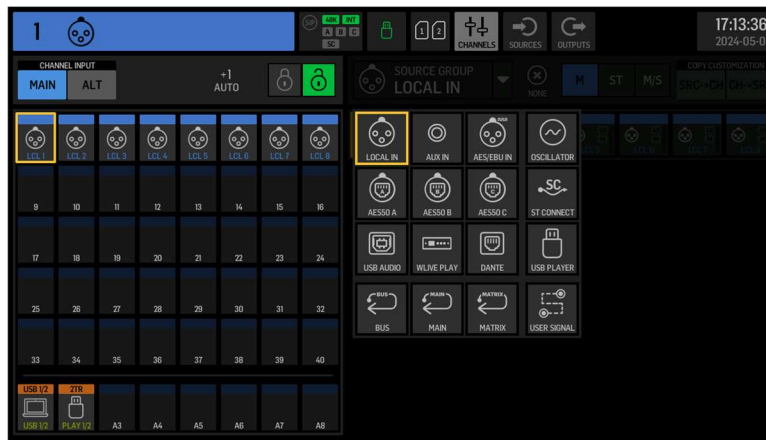 1
SIP
48K INT
A B C
SC
1 2
CHANNELS
SOURCES
OUTPUTS
17:13:36
2024-05-0
CHANNEL INPUT
MAIN ALT
+1
AUTO
SOURCE GROUP
LOCAL IN
NONE
M ST M/S
COPY CUSTOMIZATION
SRC->CH CH->SR
LCL 1 LCL 2 LCL 3 LCL 4 LCL 5 LCL 6 LCL 7 LCL 8
9 10 11 12 13 14 15 16
17 18 19 20 21 22 23 24
25 26 27 28 29 30 31 32
33 34 35 36 37 38 39 40
USB 1/2 2TR
USB 1/2 PLAY 1/2 A3 A4 A5 A6 A7 A8
LOCAL IN AUX IN AES/EBU IN OSCILLATOR
A B C SC
AES50 A AES50 B AES50 C ST CONNECT
USB AUDIO WLIVE PLAY DANTE USB PLAYER
BUS MAIN MATRIX
BUS MAIN MATRIX USER SIGNAL